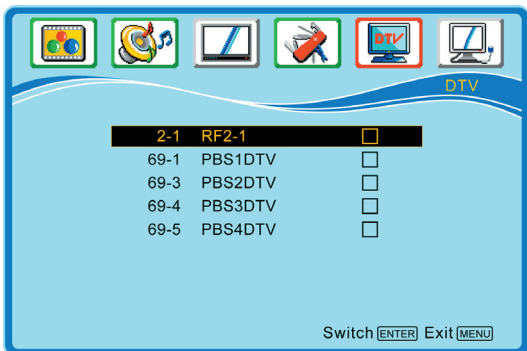 DTV
DTV
2-1 RF2-1
69-1 PBS1DTV
69-3 PBS2DTV
69-4 PBS3DTV
69-5 PBS4DTV
Switch ENTER Exit MENU